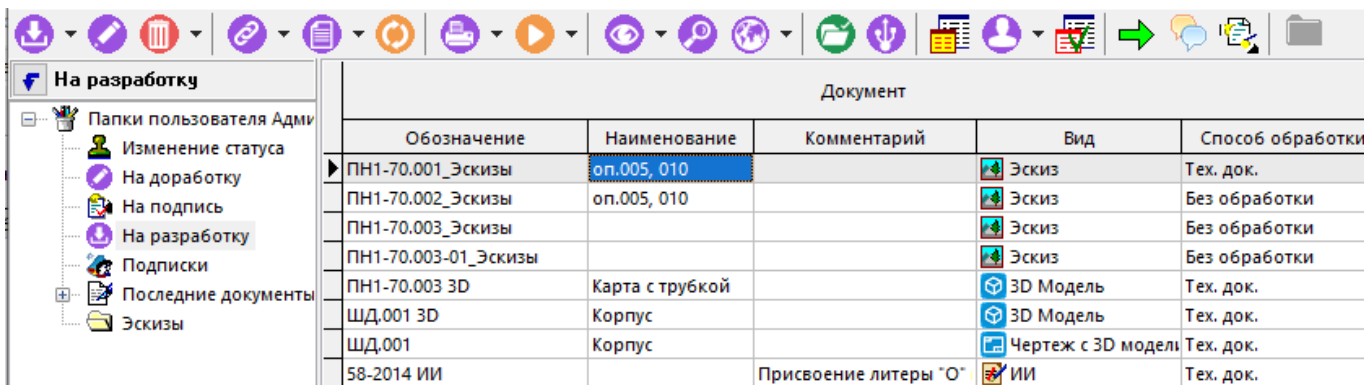 На разработку
Папки пользователя Адми
Изменение статуса
На доработку
На подпись
На разработку
Подписки
Последние документы
Эскизы
Документ
Обозначение Наименование Комментарий Вид Способ обработки
ПН1-70.001_Эскизы оп.005, 010 Эскиз Тех. док.
ПН1-70.002_Эскизы оп.005, 010 Эскиз Без обработки
ПН1-70.003_Эскизы Эскиз Без обработки
ПН1-70.003-01_Эскизы Эскиз Без обработки
ПН1-70.003 3D Карта с трубкой 3D Модель Тех. док.
ШД.001 3D Корпус 3D Модель Тех. док.
ШД.001 Корпус Чертеж с 3D модели Тех. док.
58-2014 ИИ Присвоение литеры "О" ИИ Тех. док.